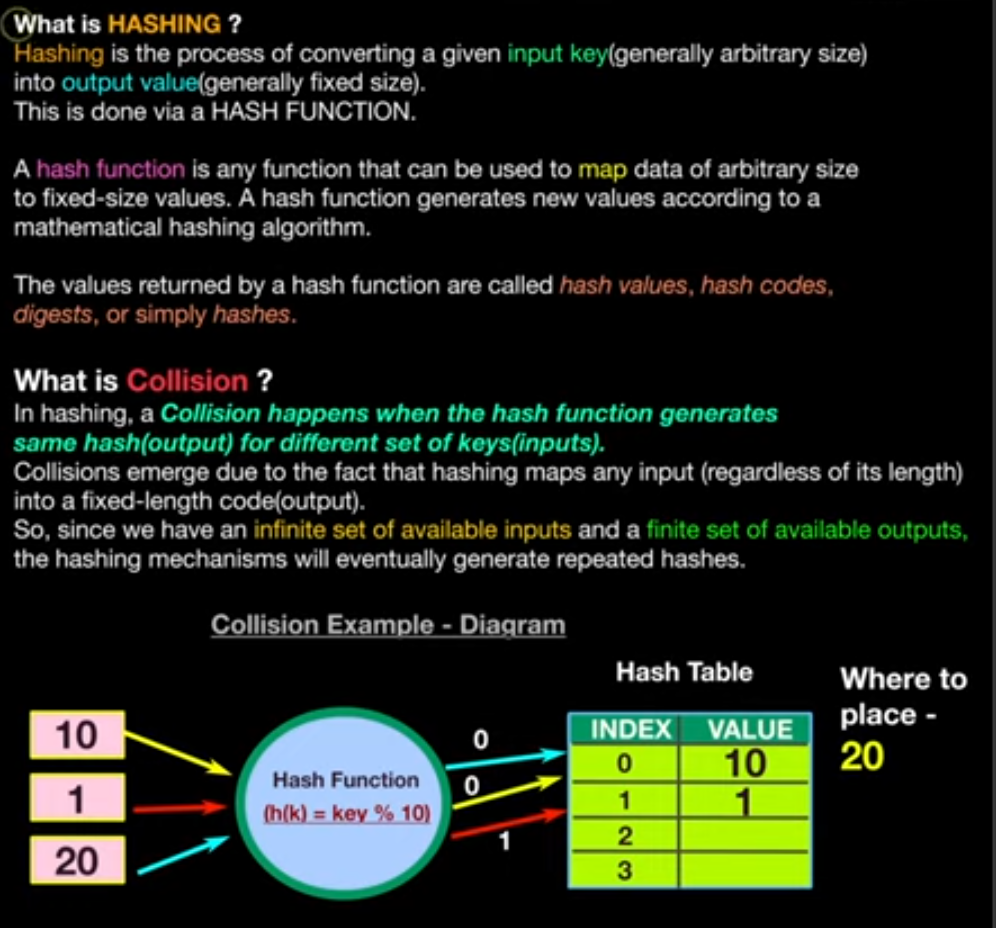 What is HASHING ?
Hashing is the process of converting a given input key(generally arbitrary size)
into output value(generally fixed size).
This is done via a HASH FUNCTION.
A hash function is any function that can be used to map data of arbitrary size
to fixed-size values. A hash function generates new values according to a
mathematical hashing algorithm.
The values returned by a hash function are called hash values, hash codes,
digests, or simply hashes.
What is Collision ?
In hashing, a Collision happens when the hash function generates
same hash(output) for different set of keys(inputs).
Collisions emerge due to the fact that hashing maps any input (regardless of its length)
into a fixed-length code(output).
So, since we have an infinite set of available inputs and a finite set of available outputs,
the hashing mechanisms will eventually generate repeated hashes.
Collision Example - Diagram
10
1
20
Hash Function
(h(k) = key % 10)
0
0
1
Hash Table
INDEX VALUE
0 10
1 1
2
3
Where to
place -
20